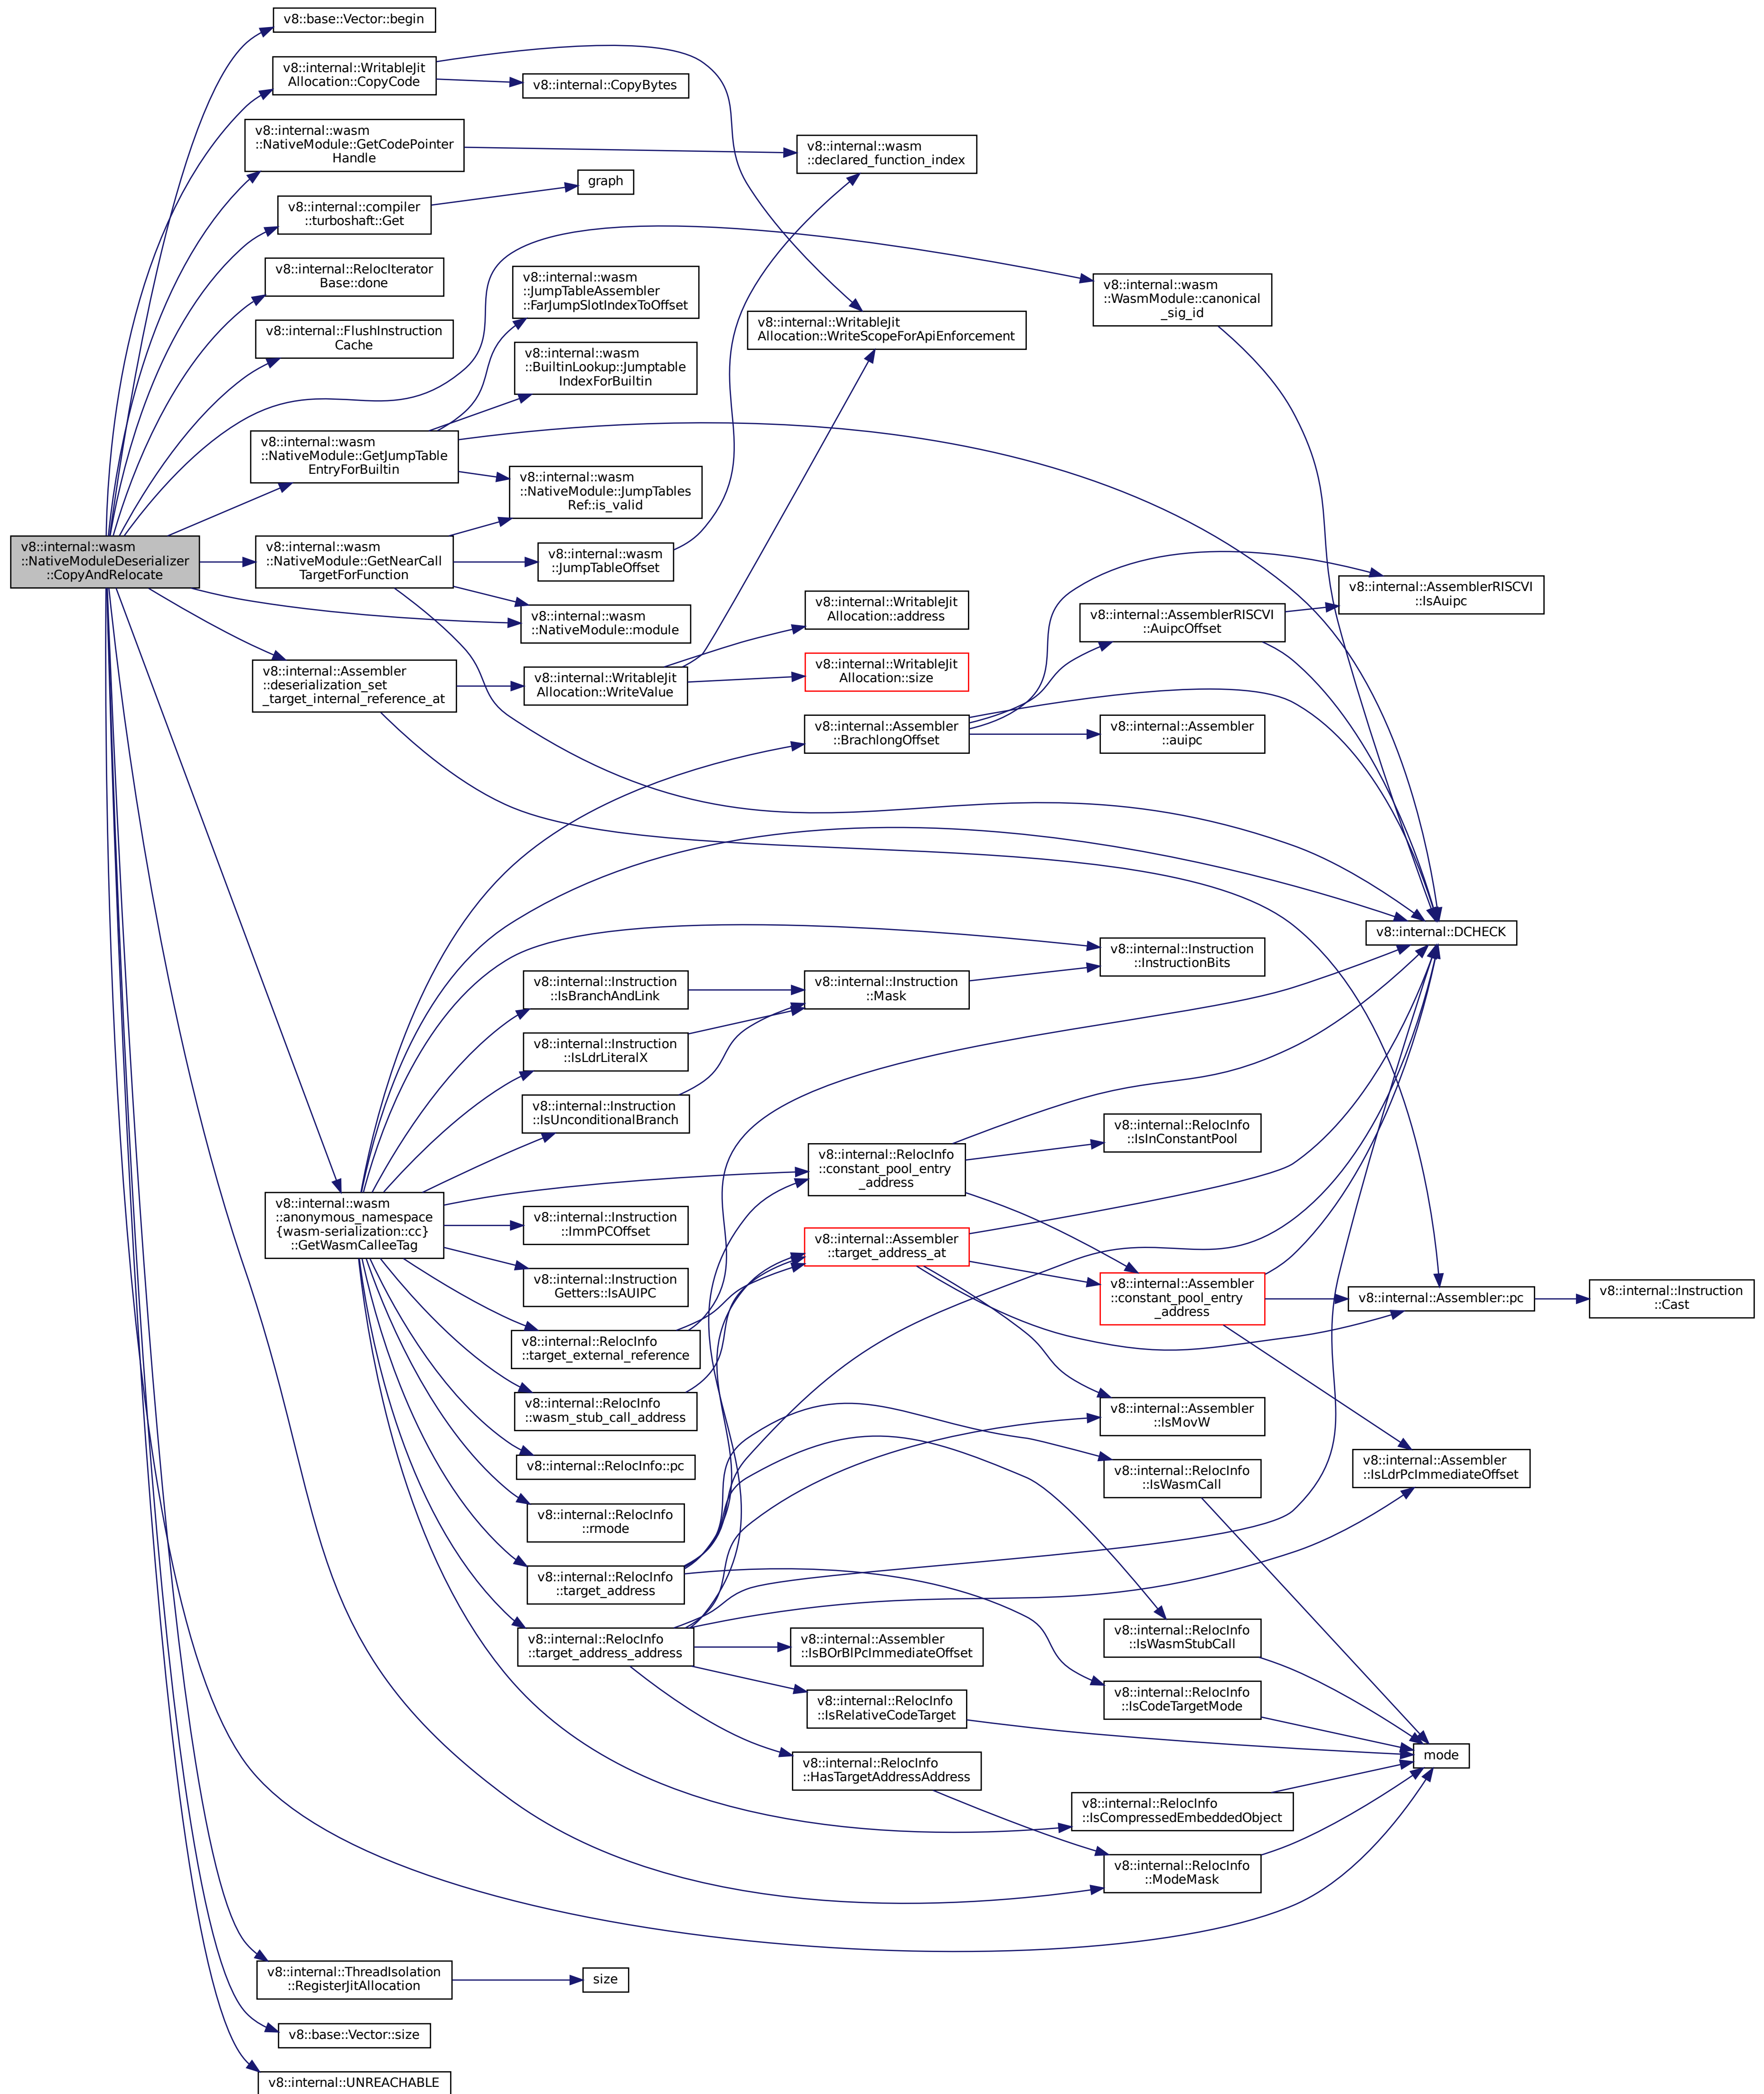 v8::base::Vector::begin
v8::internal::WritableJit
Allocation::CopyCode
v8::internal::CopyBytes
v8::internal::wasm
::NativeModule::GetCodePointer
Handle
v8::internal::wasm
::declared_function_index
graph
v8::internal::compiler
::turboshaft::Get
v8::internal::RelocIterator
Base::done
v8::internal::wasm
::JumpTableAssembler
::FarJumpSlotIndexToOffset
v8::internal::wasm
::WasmModule::canonical
_sig_id
v8::internal::FlushInstruction
Cache
v8::internal::WritableJit
Allocation::WriteScopeForApiEnforcement
v8::internal::wasm
::BuiltinLookup::Jumptable
IndexForBuiltin
v8::internal::wasm
::NativeModule::GetJumpTable
EntryForBuiltin
v8::internal::wasm
::NativeModule::JumpTables
Ref::is_valid
v8::internal::wasm
::NativeModuleDeserializer
::CopyAndRelocate
v8::internal::wasm
::NativeModule::GetNearCall
TargetForFunction
v8::internal::wasm
::JumpTableOffset
v8::internal::AssemblerRISCVI
::IsAuipc
v8::internal::wasm
::NativeModule::module
v8::internal::WritableJit
Allocation::address
v8::internal::AssemblerRISCVI
::AuipcOffset
v8::internal::Assembler
::deserialization_set
_target_internal_reference_at
v8::internal::WritableJit
Allocation::WriteValue
v8::internal::WritableJit
Allocation::size
v8::internal::Assembler
::BrachlongOffset
v8::internal::Assembler
::auipc
v8::internal::DCHECK
v8::internal::Instruction
::InstructionBits
v8::internal::Instruction
::IsBranchAndLink
v8::internal::Instruction
::Mask
v8::internal::Instruction
::IsLdrLiteralX
v8::internal::Instruction
::IsUnconditionalBranch
v8::internal::RelocInfo
::IsInConstantPool
v8::internal::RelocInfo
::constant_pool_entry
_address
v8::internal::wasm
::anonymous_namespace
{wasm-serialization::cc}
::GetWasmCalleeTag
v8::internal::Instruction
::ImmPCOffset
v8::internal::Assembler
::target_address_at
v8::internal::Instruction
Getters::IsAUIPC
v8::internal::Assembler
::constant_pool_entry
_address
v8::internal::Assembler::pc
v8::internal::Instruction
::Cast
v8::internal::RelocInfo
::target_external_reference
v8::internal::RelocInfo
::wasm_stub_call_address
v8::internal::Assembler
::IsMovW
v8::internal::RelocInfo::pc
v8::internal::RelocInfo
::IsWasmCall
v8::internal::Assembler
::IsLdrPcImmediateOffset
v8::internal::RelocInfo
::rmode
v8::internal::RelocInfo
::target_address
v8::internal::RelocInfo
::target_address_address
v8::internal::Assembler
::IsBOrBlPcImmediateOffset
v8::internal::RelocInfo
::IsWasmStubCall
v8::internal::RelocInfo
::IsRelativeCodeTarget
v8::internal::RelocInfo
::IsCodeTargetMode
mode
v8::internal::RelocInfo
::HasTargetAddressAddress
v8::internal::RelocInfo
::IsCompressedEmbeddedObject
v8::internal::RelocInfo
::ModeMask
v8::internal::ThreadIsolation
::RegisterJitAllocation
size
v8::base::Vector::size
v8::internal::UNREACHABLE